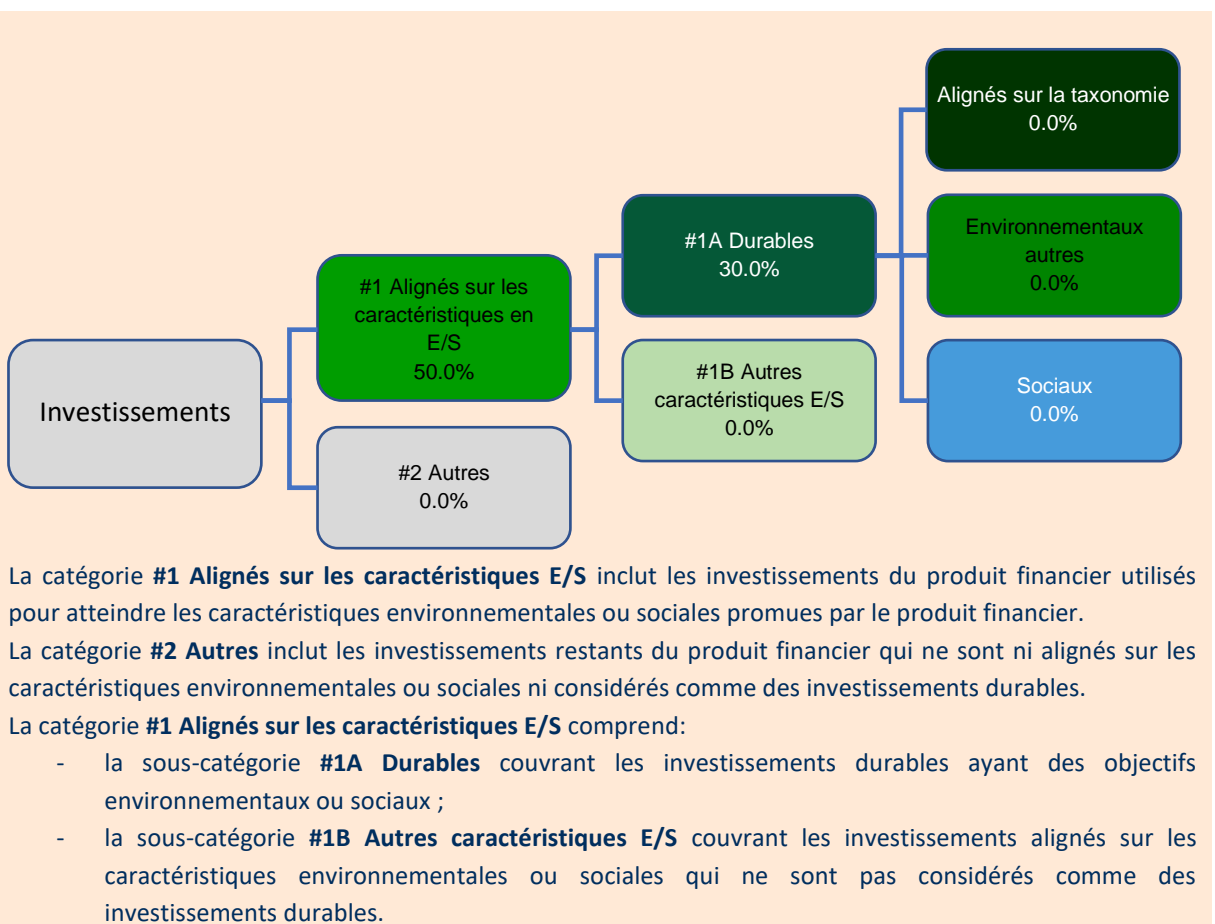 Alignés sur la taxonomie
0.0%
#1A Durables
30.0%
Environnementaux
autres
0.0%
#1 Alignés sur les
caractéristiques en
E/S
50.0%
Investissements
#1B Autres
caractéristiques E/S
0.0%
Sociaux
0.0%
#2 Autres
0.0%
La catégorie #1 Alignés sur les caractéristiques E/S inclut les investissements du produit financier utilisés
pour atteindre les caractéristiques environnementales ou sociales promues par le produit financier.
La catégorie #2 Autres inclut les investissements restants du produit financier qui ne sont ni alignés sur les
caractéristiques environnementales ou sociales ni considérés comme des investissements durables.
La catégorie #1 Alignés sur les caractéristiques E/S comprend:
- la sous-catégorie #1A Durables couvrant les investissements durables ayant des objectifs
environnementaux ou sociaux ;
- la sous-catégorie #1B Autres caractéristiques E/S couvrant les investissements alignés sur les
caractéristiques environnementales ou sociales qui ne sont pas considérés comme des
investissements durables.